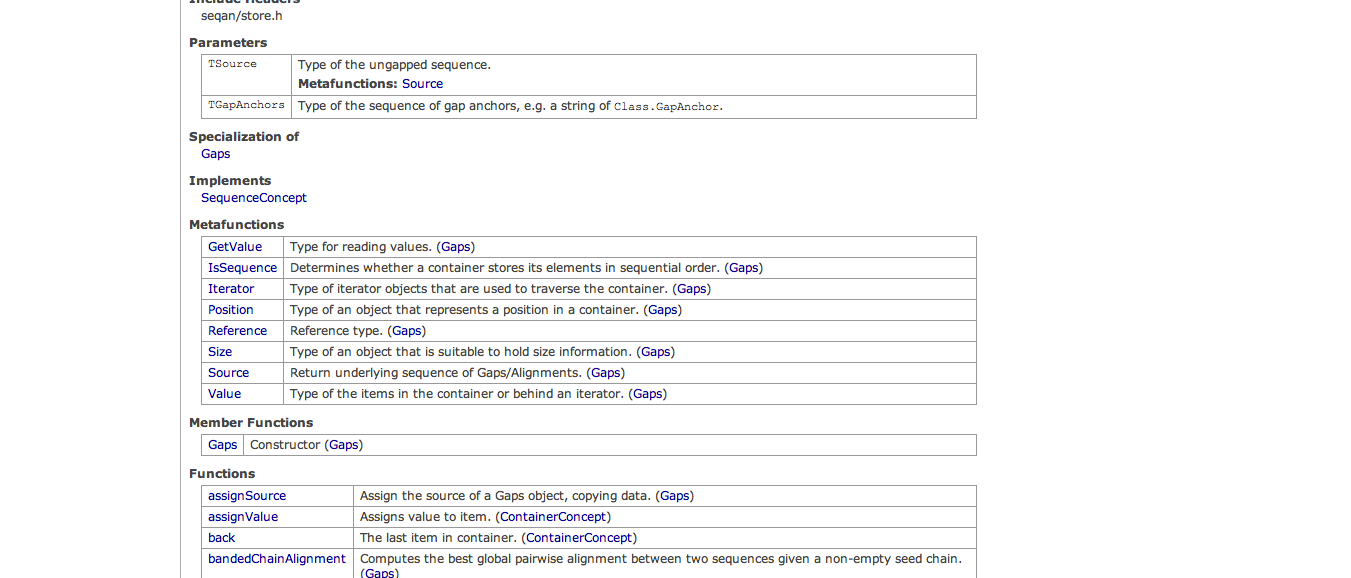 Include Headers
seqan/store.h
Parameters
TSource Type of the ungapped sequence.
Metafunctions: Source
TGapAnchors Type of the sequence of gap anchors, e.g. a string of Class.GapAnchor.
Specialization of
Gaps
Implements
SequenceConcept
Metafunctions
GetValue Type for reading values. (Gaps)
IsSequence Determines whether a container stores its elements in sequential order. (Gaps)
Iterator Type of iterator objects that are used to traverse the container. (Gaps)
Position Type of an object that represents a position in a container. (Gaps)
Reference Reference type. (Gaps)
Size Type of an object that is suitable to hold size information. (Gaps)
Source Return underlying sequence of Gaps/Alignments. (Gaps)
Value Type of the items in the container or behind an iterator. (Gaps)
Member Functions
Gaps Constructor (Gaps)
Functions
assignSource Assign the source of a Gaps object, copying data. (Gaps)
assignValue Assigns value to item. (ContainerConcept)
back The last item in container. (ContainerConcept)
bandedChainAlignment Computes the best global pairwise alignment between two sequences given a non-empty seed chain.
(Gaps)